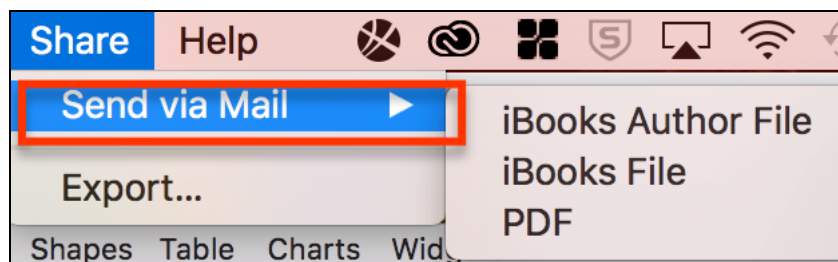 Share Help
Send via Mail
iBooks Author File
iBooks File
PDF
Export...
Shapes Table Charts